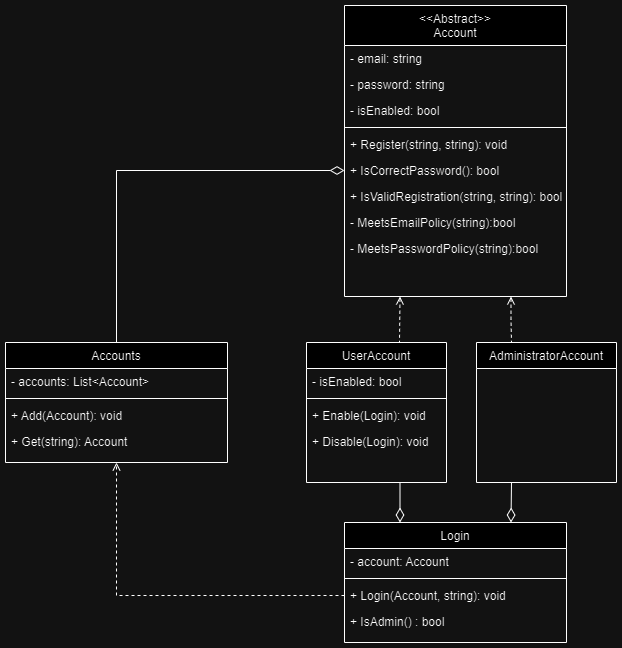 <<Abstract>>
Account
- email: string
- password: string
- isEnabled: bool
+ Register(string, string): void
+ IsCorrectPassword(): bool
+ IsValidRegistration(string, string): bool
- MeetsEmailPolicy(string):bool
- MeetsPasswordPolicy(string):bool
Accounts
- accounts: List<Account>
+ Add(Account): void
+ Get(string): Account
UserAccount
- isEnabled: bool
+ Enable(Login): void
+ Disable(Login): void
AdministratorAccount
Login
- account: Account
+ Login(Account, string): void
+ IsAdmin() : bool